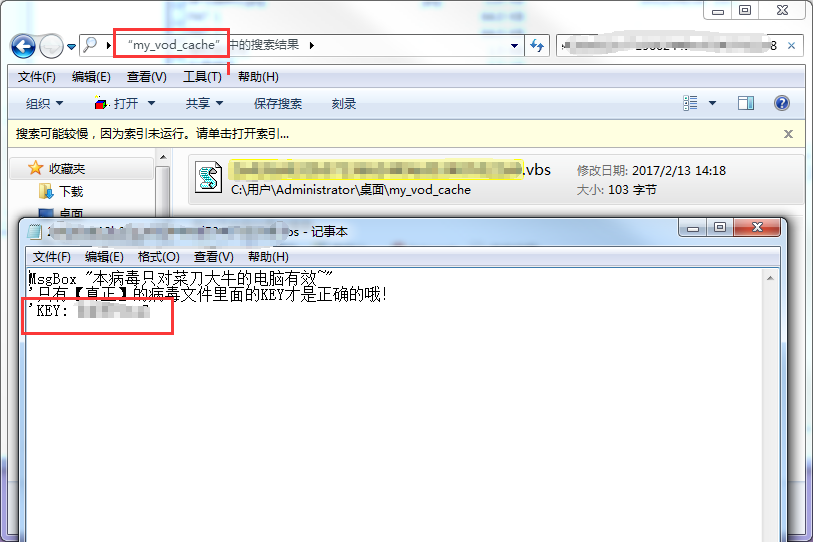 “my_vod_cache” 中的搜索结果
8
文件(F) 编辑(E) 查看(V) 工具(T) 帮助(H)
组织 打开 共享 保存搜索 刻录
搜索可能较慢，因为索引未运行。请单击打开索引...
收藏夹
下载
桌面
.vbs
修改日期: 2017/2/13 14:18
C:\用户\Administrator\桌面\my_vod_cache
大小: 103 字节
bs - 记事本
文件(F) 编辑(E) 格式(O) 查看(V) 帮助(H)
MsgBox "本病毒只对菜刀大牛的电脑有效~"
'只有【真正】的病毒文件里面的KEY才是正确的哦!
'KEY: